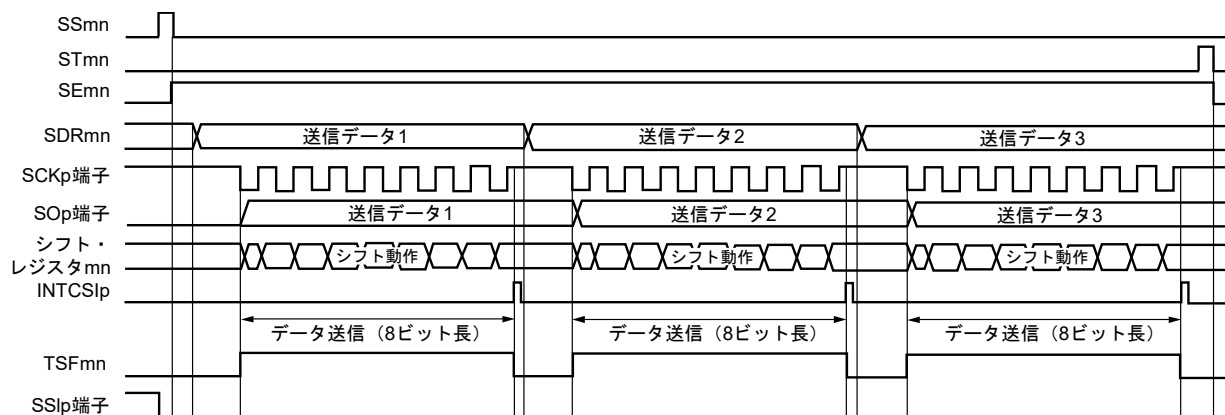 SSmn
STmn
SEmn
SDRmn 送信データ1 送信データ2 送信データ3
SCKp端子
SOp端子 送信データ1 送信データ2 送信データ3
シフト・
レジスタmn シフト動作 シフト動作 シフト動作
INTCSIp
データ送信（8ビット長） データ送信（8ビット長） データ送信（8ビット長）
TSFmn
SSIp端子